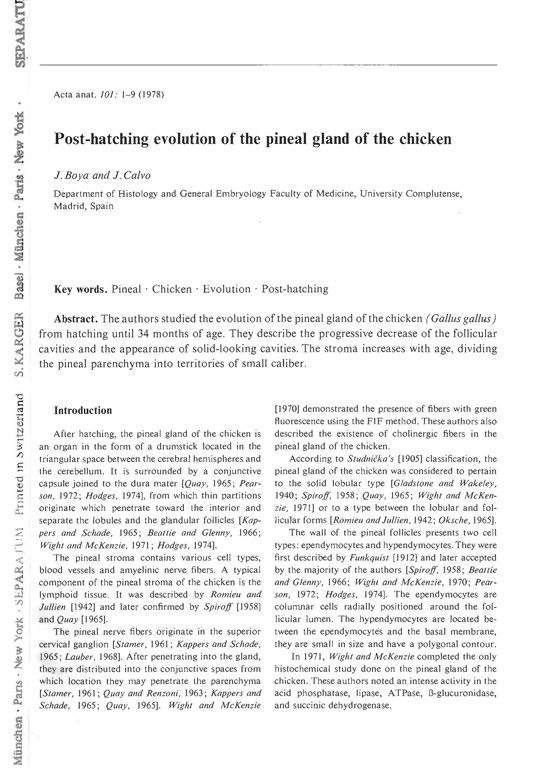 München · Paris · New York · SEPARATUM Printed in Switzerland S. KARGER Basel · München · Paris · New York · SEPARATU
Acta anat. 101: 1–9 (1978)
Post-hatching evolution of the pineal gland of the chicken
J. Boya and J. Calvo
Department of Histology and General Embryology Faculty of Medicine, University Complutense,
Madrid, Spain
Key words. Pineal · Chicken · Evolution · Post-hatching
Abstract. The authors studied the evolution of the pineal gland of the chicken (Gallus gallus)
from hatching until 34 months of age. They describe the progressive decrease of the follicular
cavities and the appearance of solid-looking cavities. The stroma increases with age, dividing
the pineal parenchyma into territories of small caliber.
Introduction
After hatching, the pineal gland of the chicken is
an organ in the form of a drumstick located in the
triangular space between the cerebral hemispheres and
the cerebellum. It is surrounded by a conjunctive
capsule joined to the dura mater [Quay, 1965; Pear-
son, 1972; Hodges, 1974], from which thin partitions
originate which penetrate toward the interior and
separate the lobules and the glandular follicles [Kap-
pers and Schade, 1965; Beattie and Glenny, 1966;
Wight and McKenzie, 1971; Hodges, 1974].
The pineal stroma contains various cell types,
blood vessels and amyelinic nerve fibers. A typical
component of the pineal stroma of the chicken is the
lymphoid tissue. It was described by Romieu and
Jullien [1942] and later confirmed by Spiroff [1958]
and Quay [1965].
The pineal nerve fibers originate in the superior
cervical ganglion [Stamer, 1961; Kappers and Schade,
1965; Lauber, 1968]. After penetrating into the gland,
they are distributed into the conjunctive spaces from
which location they may penetrate the parenchyma
[Stamer, 1961; Quay and Renzoni, 1963; Kappers and
Schade, 1965; Quay, 1965]. Wight and McKenzie
[1970] demonstrated the presence of fibers with green
fluorescence using the FIF method. These authors also
described the existence of cholinergic fibers in the
pineal gland of the chicken.
According to Studnička's [1905] classification, the
pineal gland of the chicken was considered to pertain
to the solid lobular type [Gladstone and Wakeley,
1940; Spiroff, 1958; Quay, 1965; Wight and McKen-
zie, 1971] or to a type between the lobular and fol-
licular forms [Romieu and Jullien, 1942; Oksche, 1965].
The wall of the pineal follicles presents two cell
types: ependymocytes and hypendymocytes. They were
first described by Funkquist [1912] and later accepted
by the majority of the authors [Spiroff, 1958; Beattie
and Glenny, 1966; Wight and McKenzie, 1970; Pear-
son, 1972; Hodges, 1974]. The ependymocytes are
columnar cells radially positioned around the fol-
licular lumen. The hypendymocytes are located be-
tween the ependymocytes and the basal membrane,
they are small in size and have a polygonal contour.
In 1971, Wight and McKenzie completed the only
histochemical study done on the pineal gland of the
chicken. These authors noted an intense activity in the
acid phosphatase, lipase, ATPase, β-glucuronidase,
and succinic dehydrogenase.